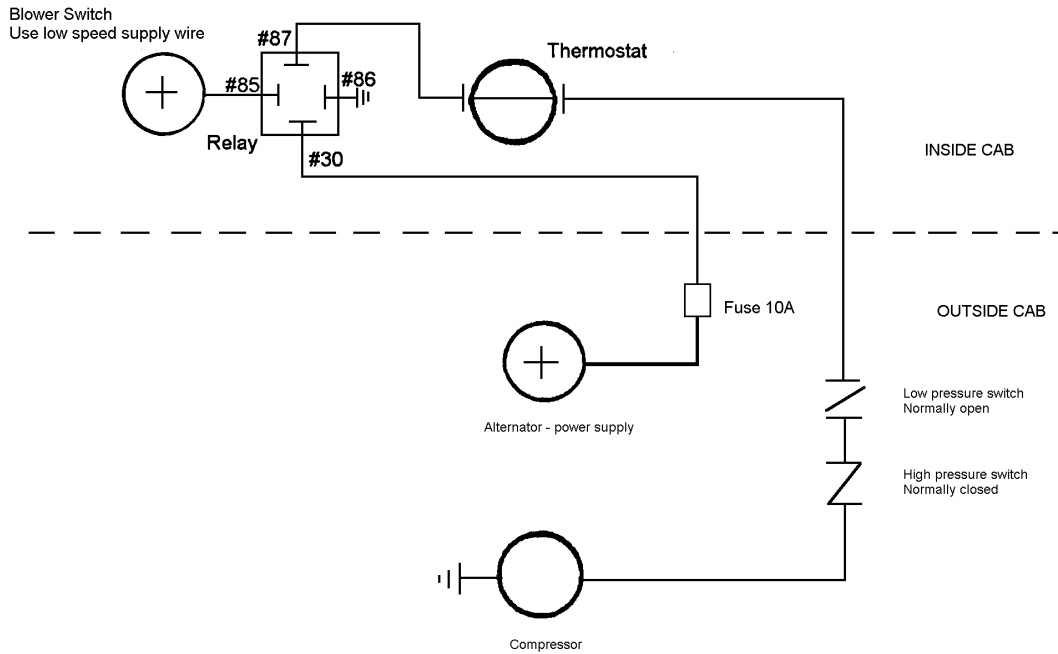 Blower Switch
Use low speed supply wire
#87
Thermostat
#85
#86
Relay
#30
INSIDE CAB
Fuse 10A
OUTSIDE CAB
Alternator - power supply
Low pressure switch
Normally open
High pressure switch
Normally closed
Compressor